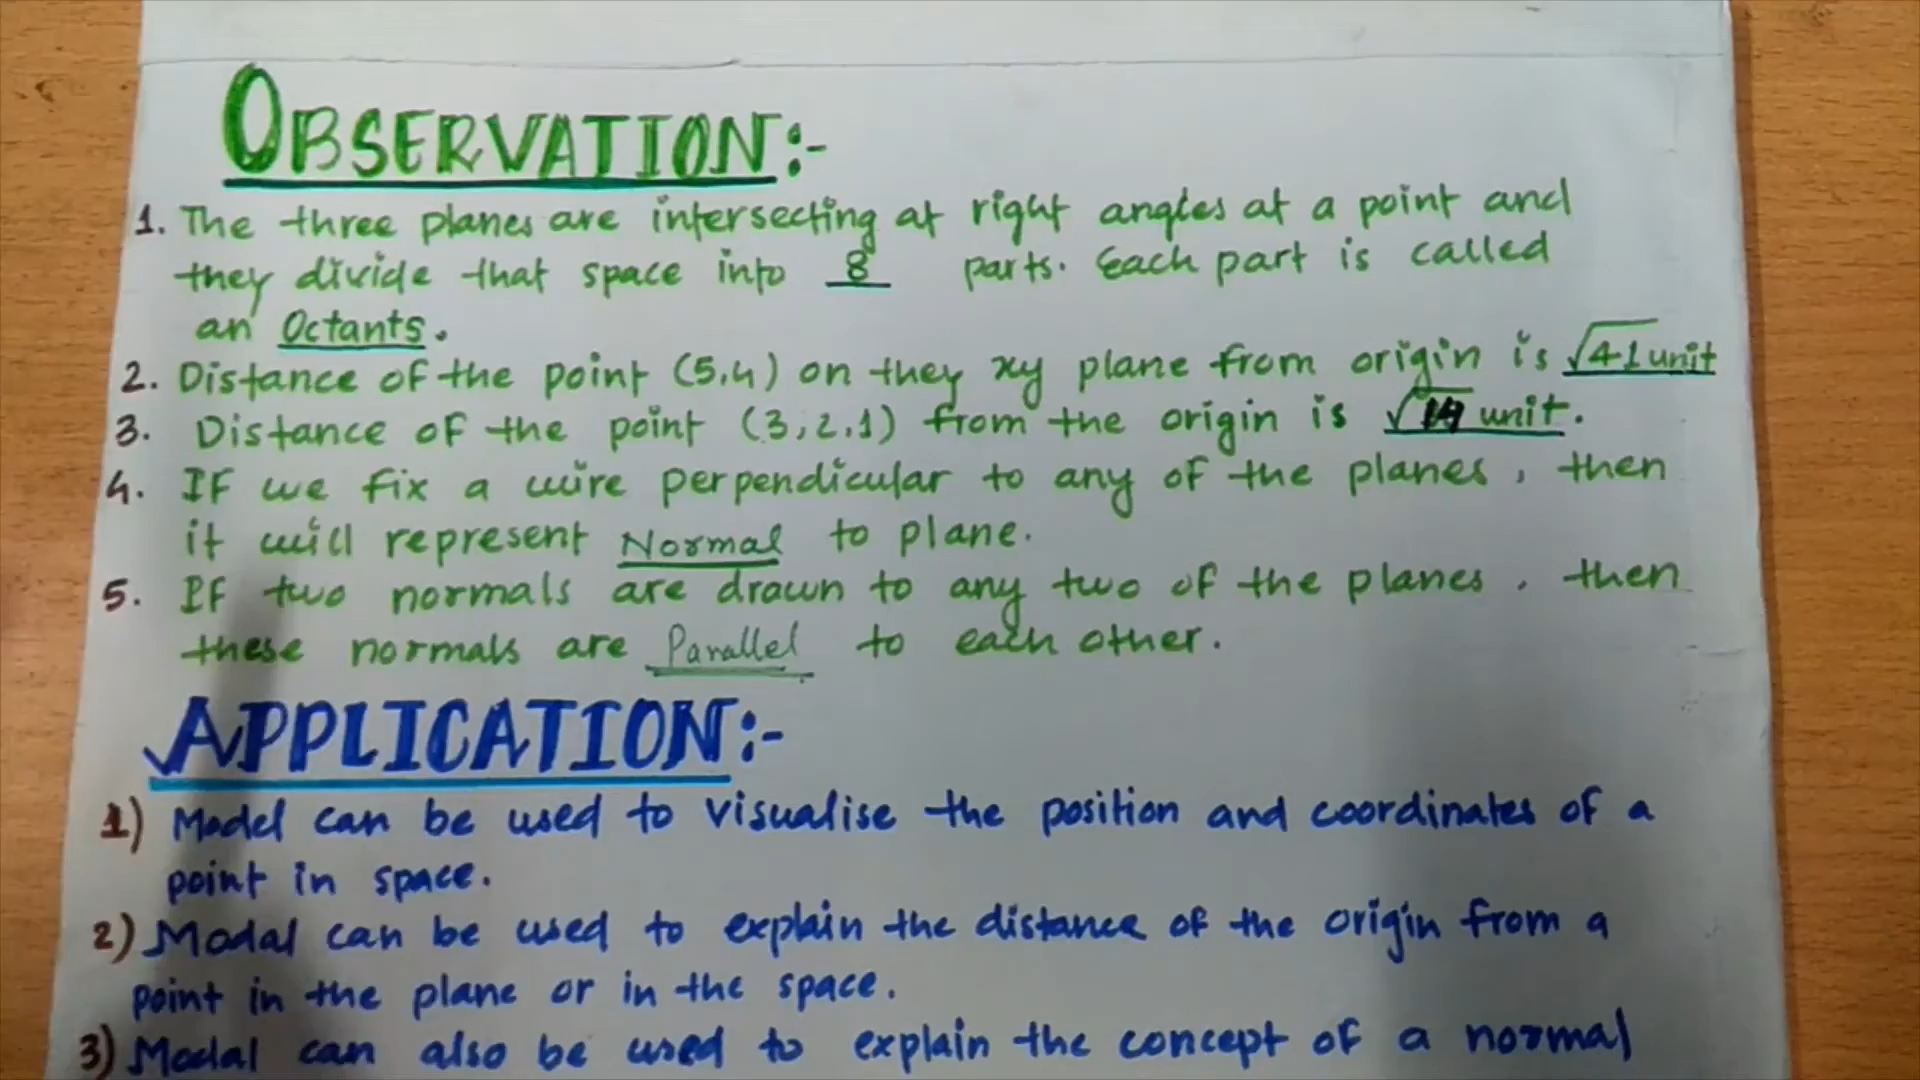 OBSERVATION:-
1. The three planes are intersecting at right angles at a point and
they divide that space into 8 parts. Each part is called
an Octants.
2. Distance of the point (5,4) on they xy plane from origin is √41 unit
3. Distance of the point (3,2,1) from the origin is √14 unit.
4. If we fix a wire perpendicular to any of the planes, then
it will represent Normal to plane.
5. If two normals are drawn to any two of the planes, then
these normals are Parallel to each other.
APPLICATION:-
1) Model can be used to visualise the position and coordinates of a
point in space.
2) Modal can be used to explain the distance of the origin from a
point in the plane or in the space.
3) Modal can also be used to explain the concept of a normal